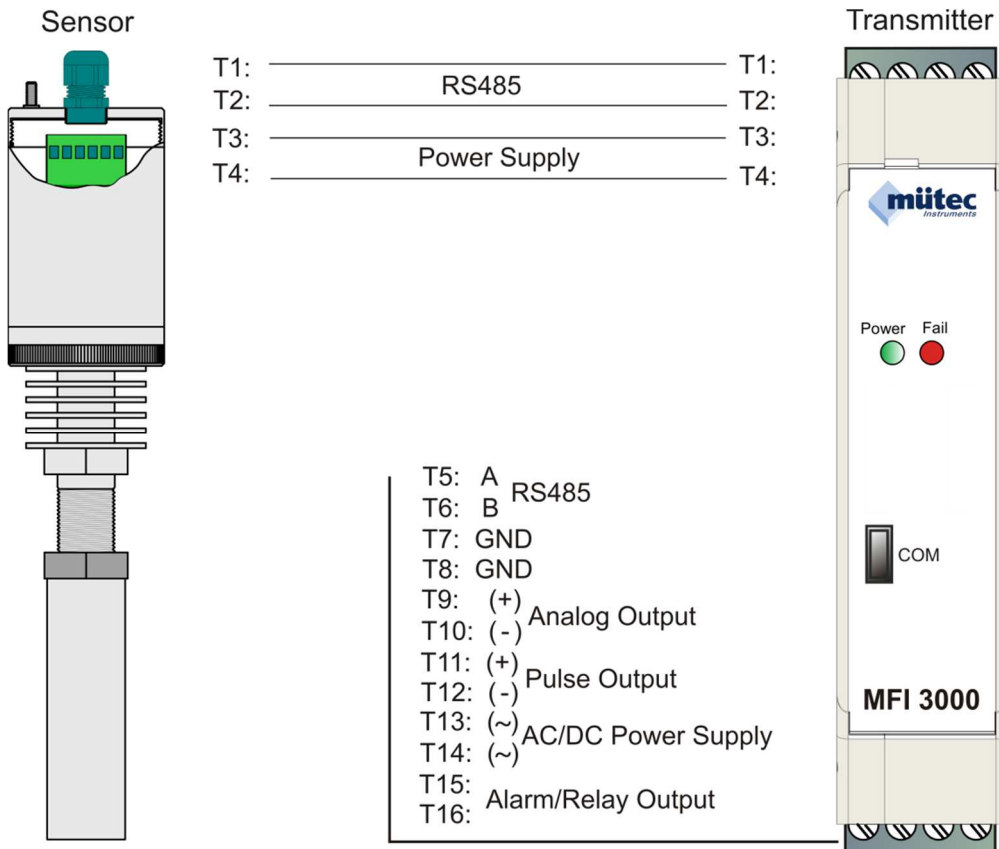 Sensor
Transmitter
T1: RS485 T1:
T2: T2:
T3: Power Supply T3:
T4: T4:
mütec
Instruments
Power Fail
COM
MFI 3000
T5: A RS485
T6: B
T7: GND
T8: GND
T9: (+) Analog Output
T10: (-)
T11: (+) Pulse Output
T12: (-)
T13: (~) AC/DC Power Supply
T14: (~)
T15: Alarm/Relay Output
T16: